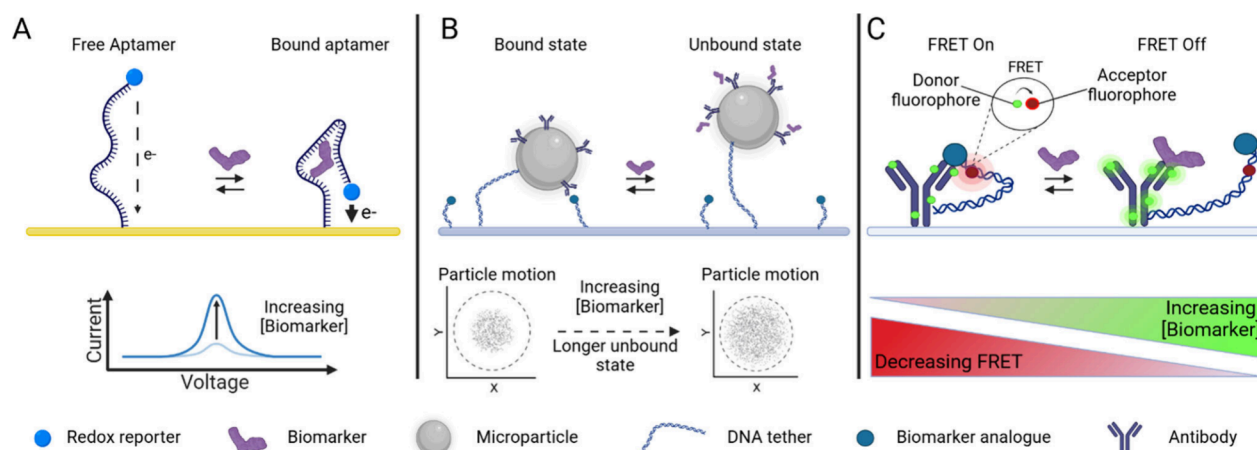 A
Free Aptamer
Bound aptamer
e-
e-
Current
Voltage
Increasing
[Biomarker]
B
Bound state
Unbound state
Particle motion
Y
X
Increasing
[Biomarker]
Longer unbound
state
Particle motion
Y
X
C
FRET On
FRET Off
Donor
fluorophore
FRET
Acceptor
fluorophore
Increasing
[Biomarker]
Decreasing FRET
Redox reporter
Biomarker
Microparticle
DNA tether
Biomarker analogue
Antibody